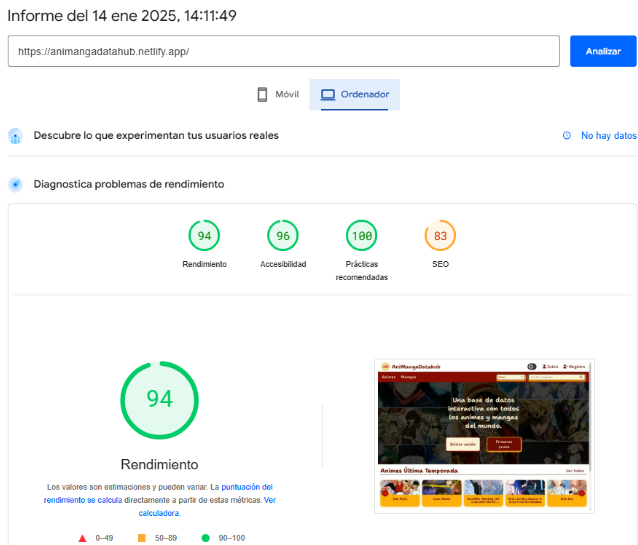 Informe del 14 ene 2025, 14:11:49
https://animangadatahub.netlify.app/
Analizar
Móvil
Ordenador
Descubre lo que experimentan tus usuarios reales
No hay datos
Diagnostica problemas de rendimiento
94
96
100
83
Rendimiento
Accesibilidad
Prácticas
recomendadas
SEO
94
Rendimiento
Los valores son estimaciones y pueden variar. La puntuación del
rendimiento se calcula directamente a partir de estas métricas. Ver
calculadora.
0–49
50–89
90–100
AniMangaDatahub
Inicio
Registro
Animes
Mangas
Una base de datos
interactiva con todos
los animes y mangas
del mundo.
Iniciar sesión
Primeros
pasos
Animes Última Temporada
Ver todos